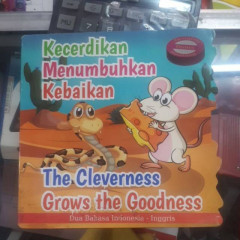 Kecerdikan
Menumbuhkan
Kebaikan
The Cleverness
Grows the Goodness
Dua Bahasa Indonesia - Inggris